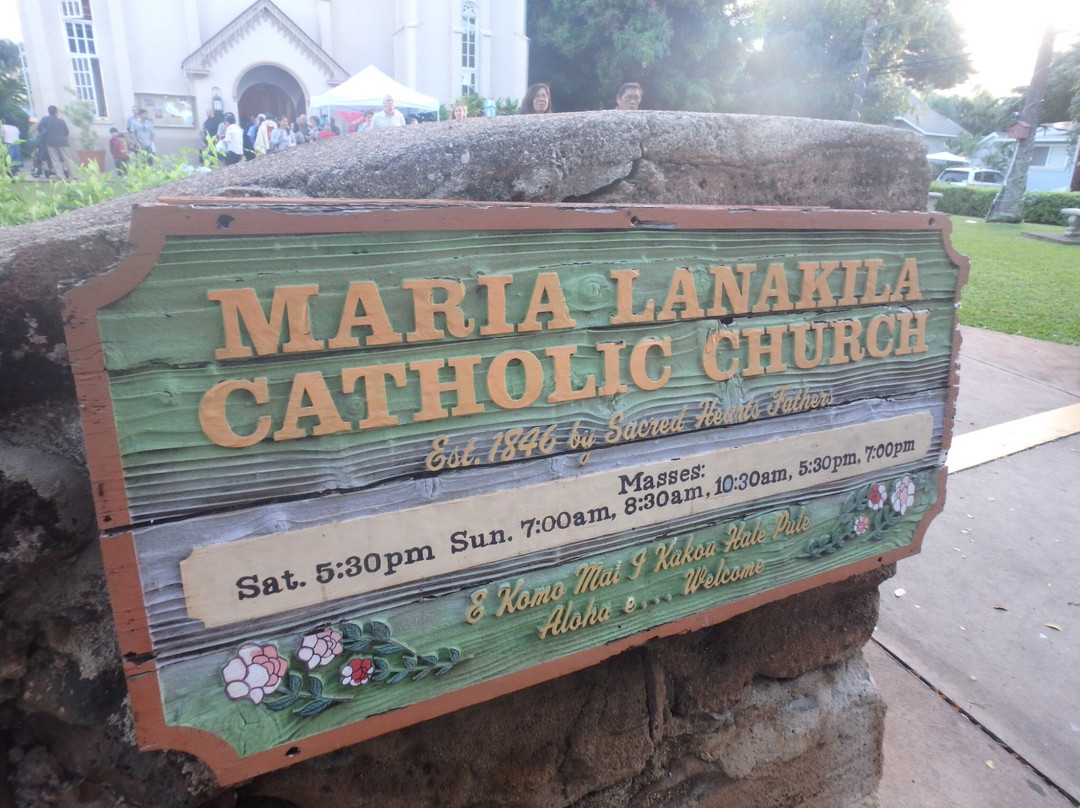 MARIA LANAKILA
CATHOLIC CHURCH
Est. 1846 by Sacred Hearts Fathers
Masses:
Sat. 5:30pm Sun. 7:00am, 8:30am, 10:30am, 5:30pm, 7:00pm
E Komo Mai I Kakou Hale Pule
Aloha e.... Welcome